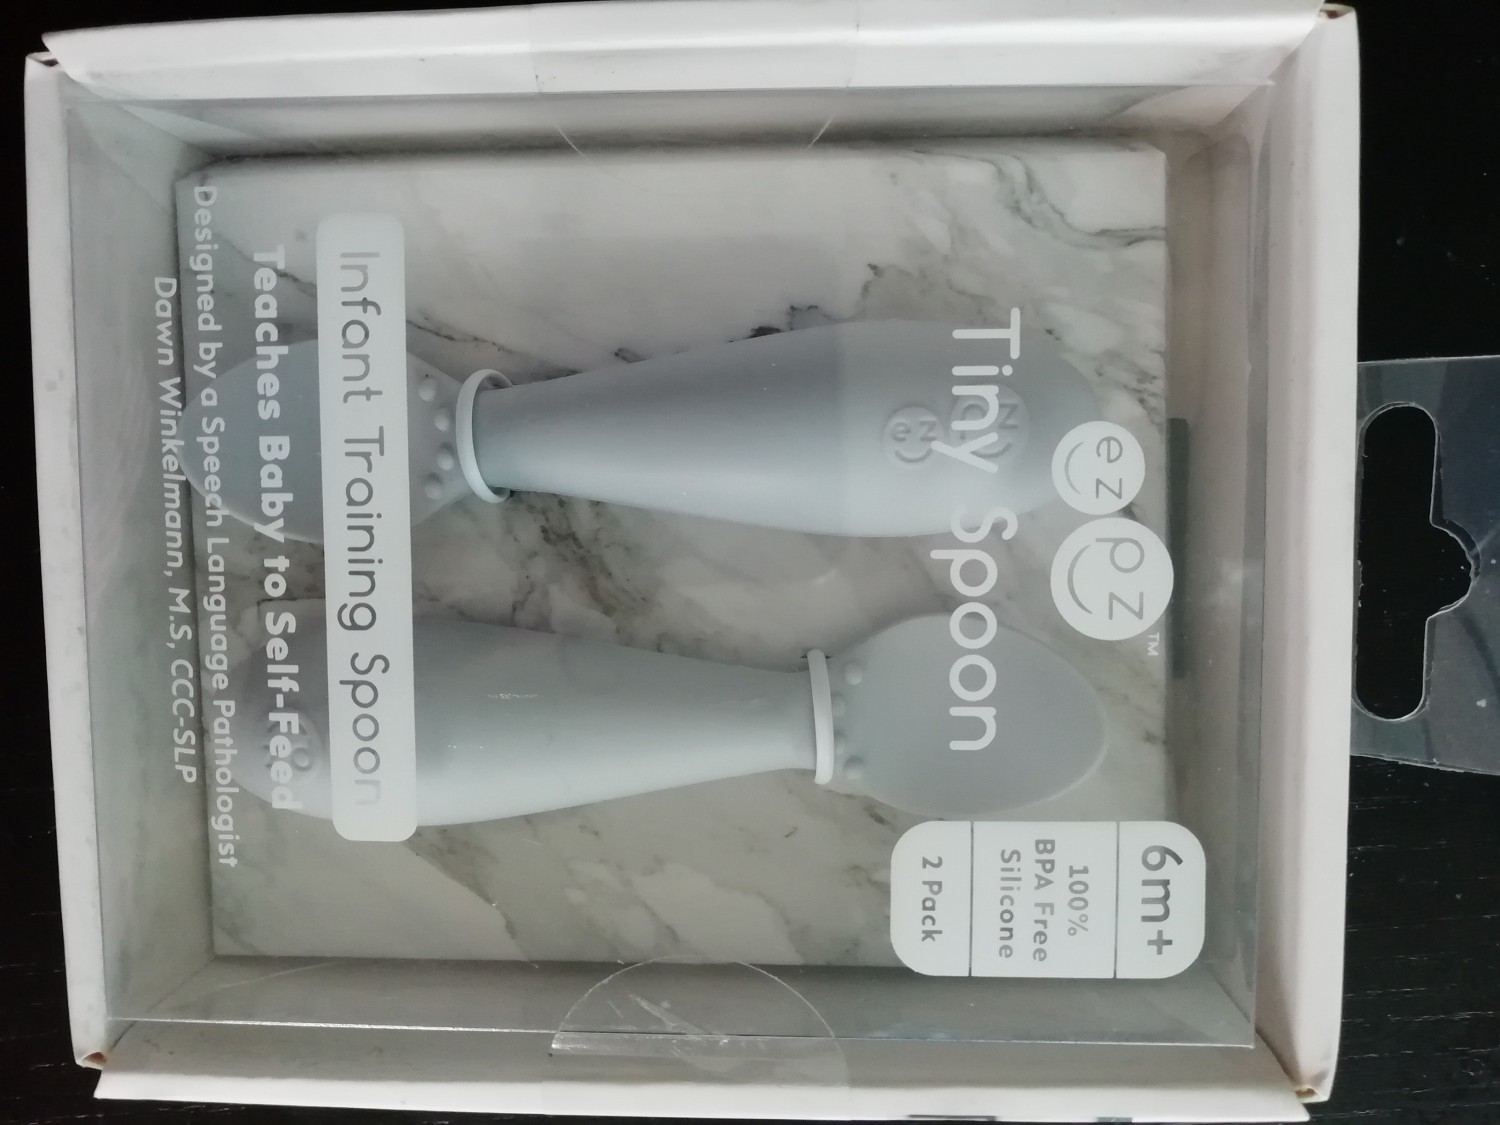 ezpz™
Tiny Spoon
6m+
100%
BPA Free
Silicone
2 Pack
Infant Training Spoon
Teaches Baby to Self-Feed
Designed by a Speech Language Pathologist
Dawn Winkelmann, M.S, CCC-SLP